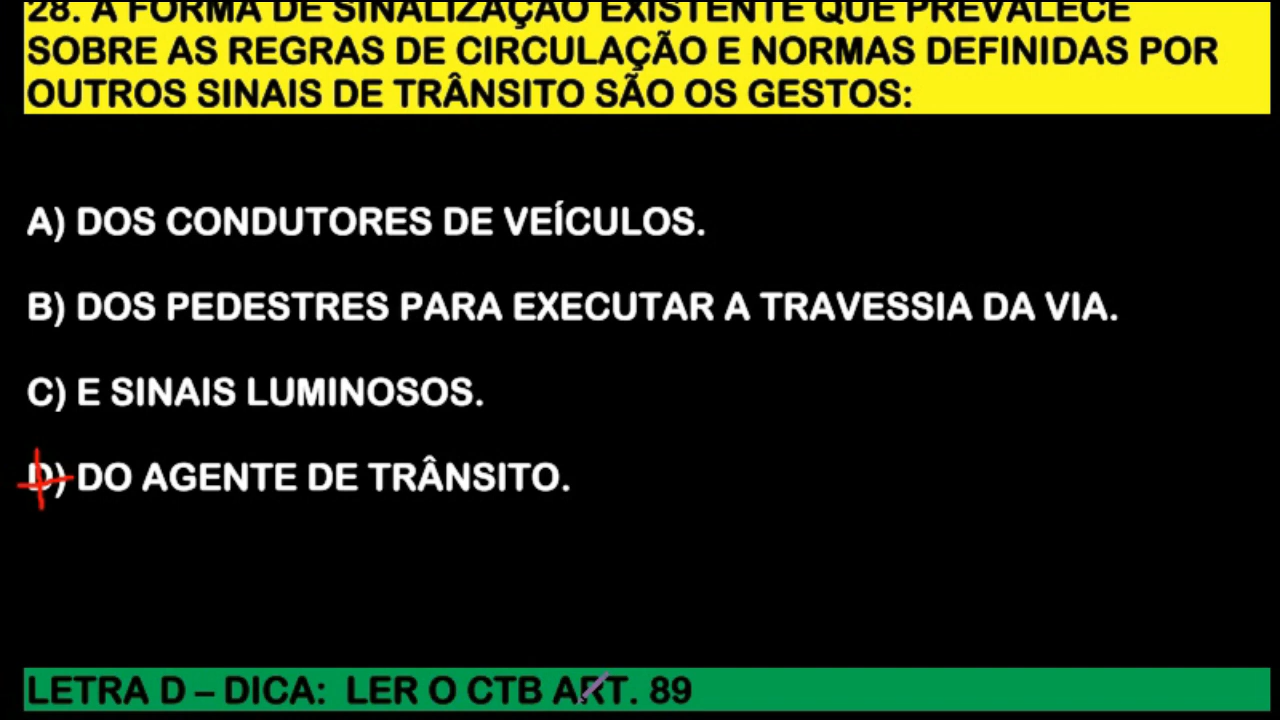 28. A FORMA DE SINALIZAÇÃO EXISTENTE QUE PREVALECE
SOBRE AS REGRAS DE CIRCULAÇÃO E NORMAS DEFINIDAS POR
OUTROS SINAIS DE TRÂNSITO SÃO OS GESTOS:
A) DOS CONDUTORES DE VEÍCULOS.
B) DOS PEDESTRES PARA EXECUTAR A TRAVESSIA DA VIA.
C) E SINAIS LUMINOSOS.
D) DO AGENTE DE TRÂNSITO.
LETRA D – DICA: LER O CTB ART. 89